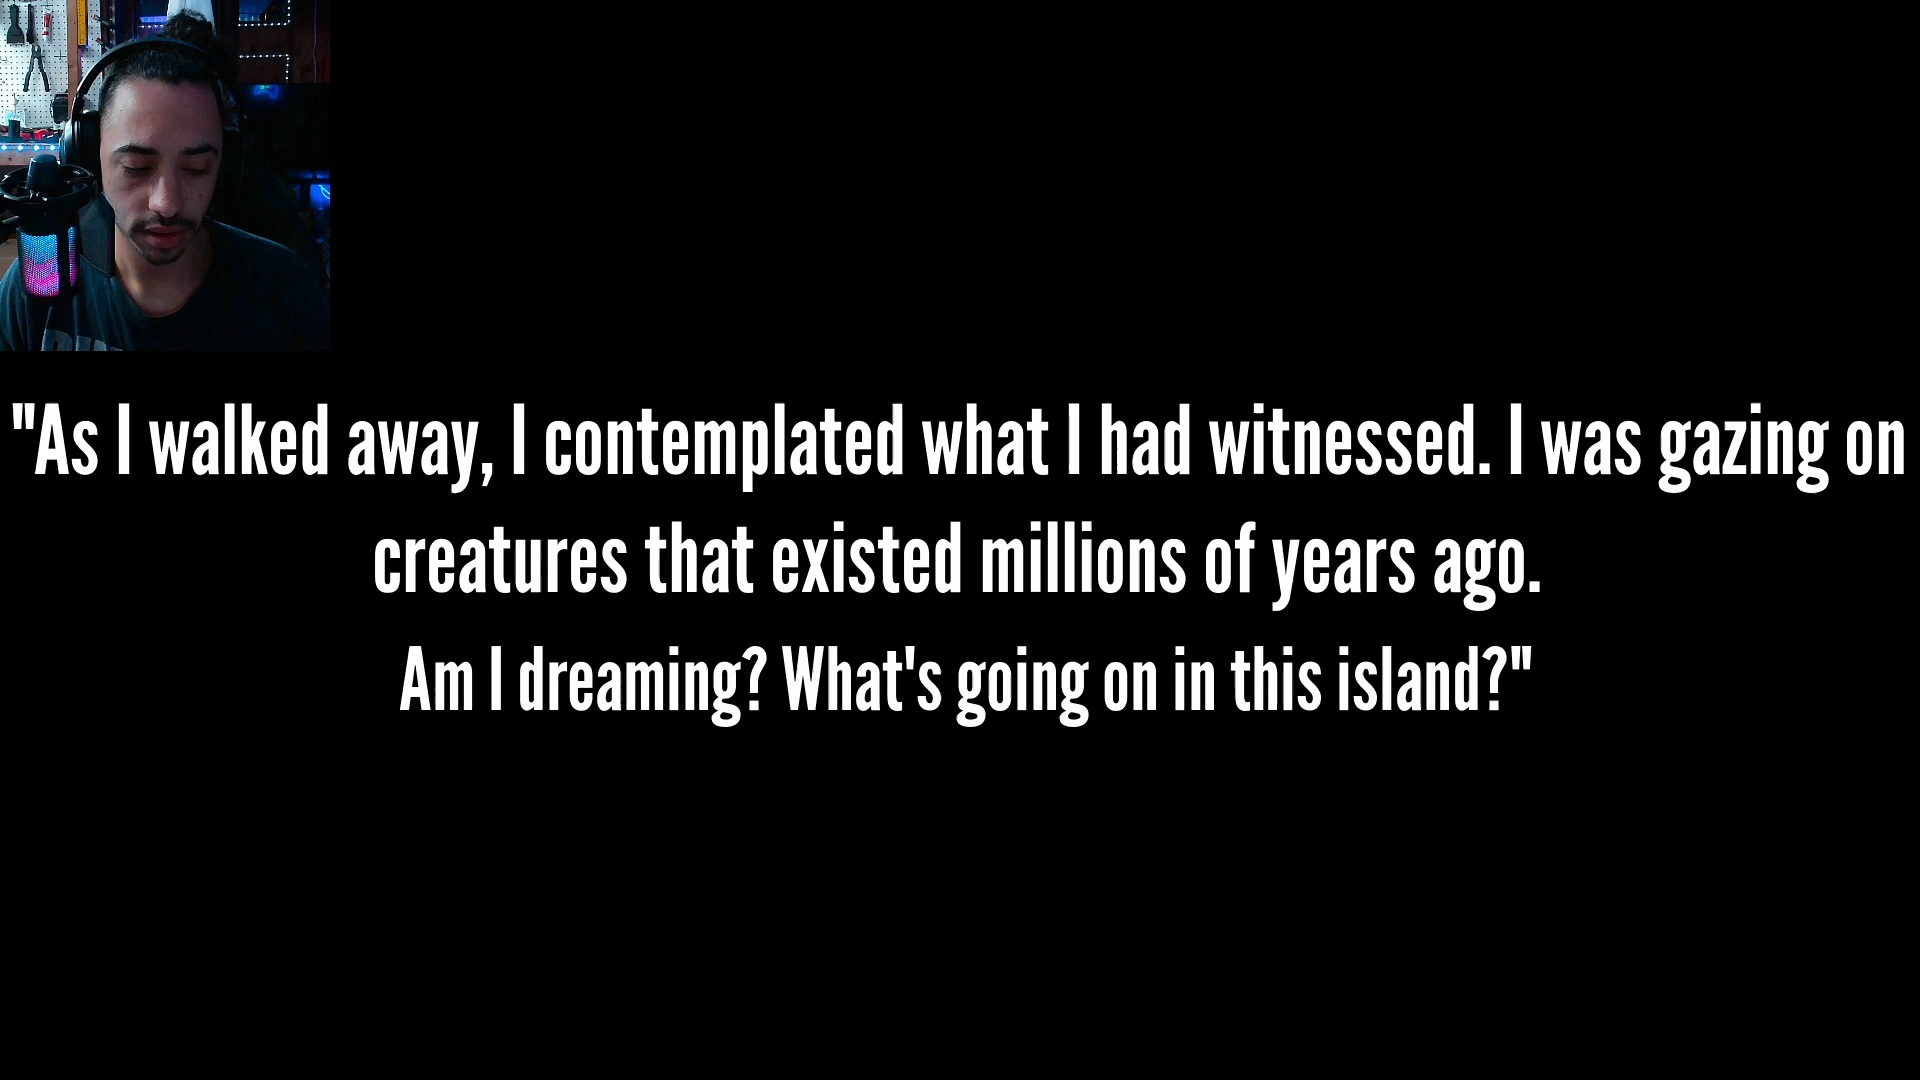 "As I walked away, I contemplated what I had witnessed. I was gazing on
creatures that existed millions of years ago.
Am I dreaming? What's going on in this island?"